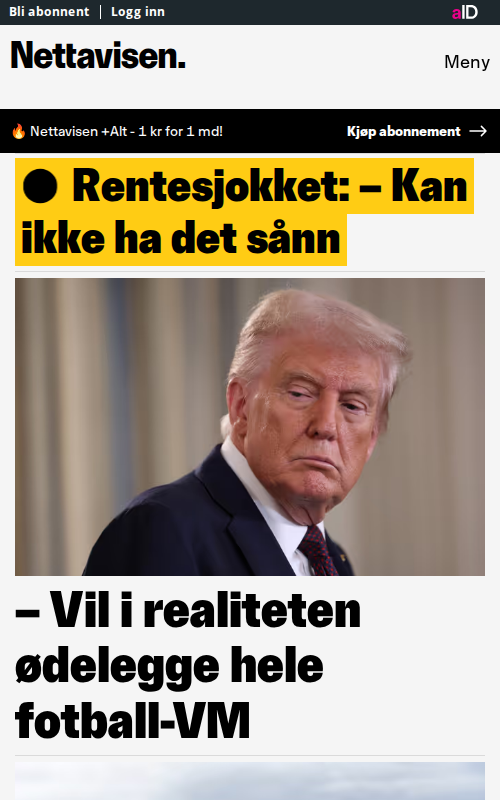 Bli abonnent | Logg inn
aID
Nettavisen.
Meny
🔥 Nettavisen +Alt - 1 kr for 1 md!
Kjøp abonnement →
● Rentesjokket: – Kan
ikke ha det sånn
– Vil i realiteten
ødelegge hele
fotball-VM